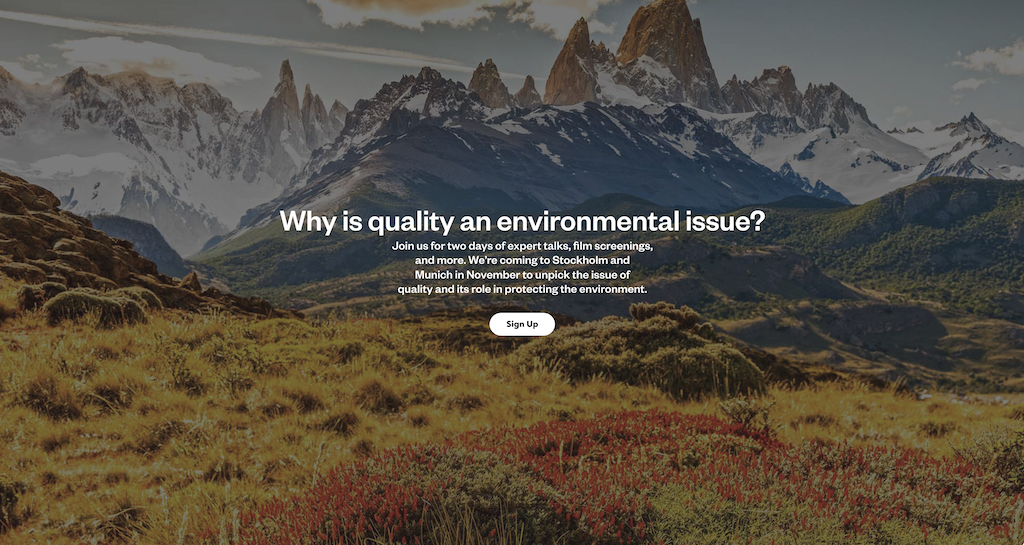 Why is quality an environmental issue?
Join us for two days of expert talks, film screenings,
and more. We're coming to Stockholm and
Munich in November to unpick the issue of
quality and its role in protecting the environment.
Sign Up